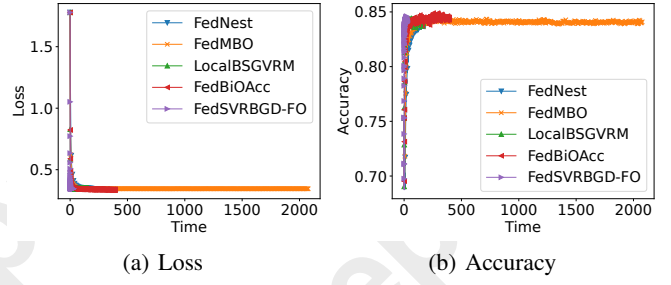 1.5
1.0
0.5
Loss
0
500
1000
1500
2000
Time
FedNest
FedMBO
LocalBSGVRM
FedBiOAcc
FedSVRBGD-FO
(a) Loss
0.85
0.80
0.75
0.70
Accuracy
0
500
1000
1500
2000
Time
FedNest
FedMBO
LocalBSGVRM
FedBiOAcc
FedSVRBGD-FO
(b) Accuracy